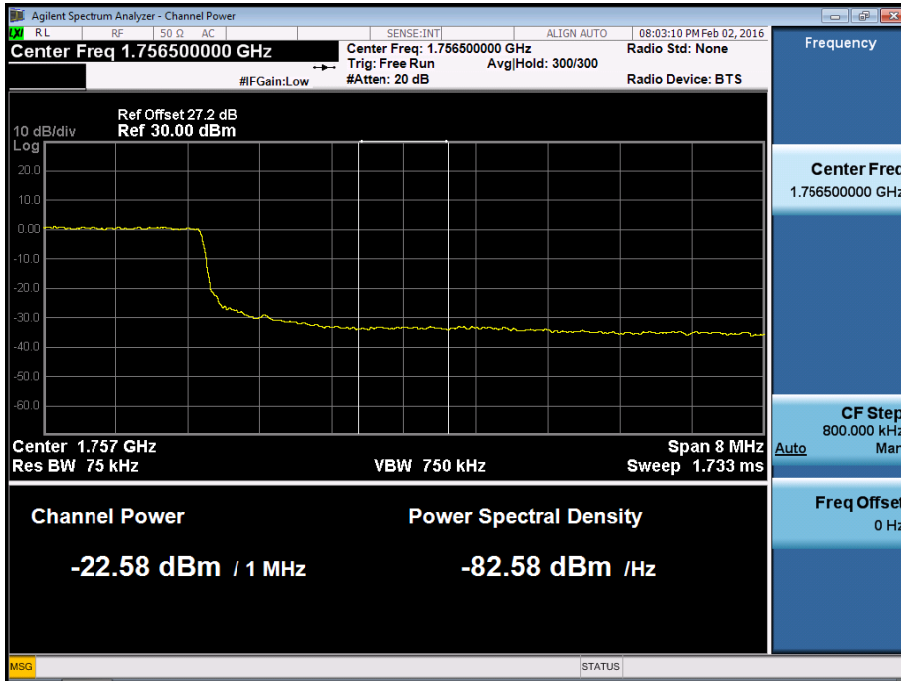 Agilent Spectrum Analyzer - Channel Power
LXI RL RF 50 Ω AC SENSE:INT ALIGN AUTO 08:03:10 PM Feb 02, 2016
Center Freq 1.756500000 GHz
#IFGain:Low
Center Freq: 1.756500000 GHz
Trig: Free Run Avg|Hold: 300/300
#Atten: 20 dB
Radio Std: None
Radio Device: BTS
Ref Offset 27.2 dB
10 dB/div Ref 30.00 dBm
Log
20.0
10.0
0.00
-10.0
-20.0
-30.0
-40.0
-50.0
-60.0
Center 1.757 GHz Span 8 MHz
Res BW 75 kHz VBW 750 kHz Sweep 1.733 ms
Channel Power Power Spectral Density
-22.58 dBm / 1 MHz -82.58 dBm /Hz
MSG STATUS
Frequency
Center Freq
1.756500000 GHz
CF Step
800.000 kHz
Auto Man
Freq Offset
0 Hz